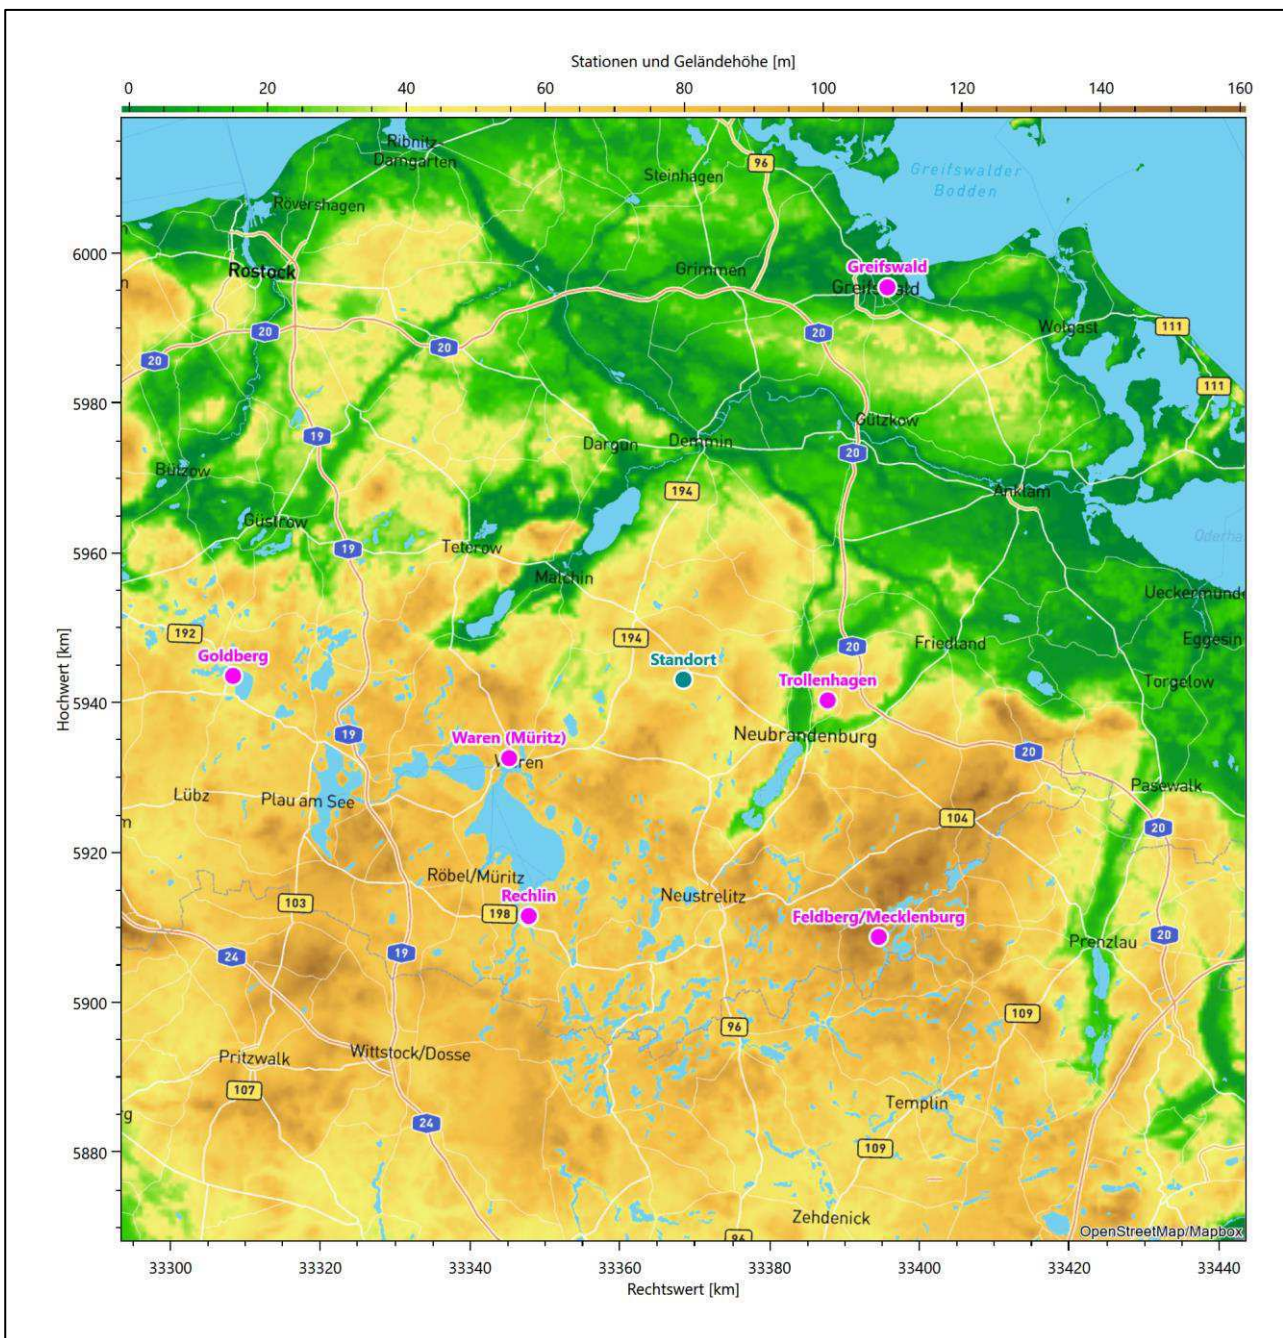 Stationen und Geländehöhe [m]
0 20 40 60 80 100 120 140 160
Ribnitz-
Damgarten
Steinhagen
96
Greifswalder
Bodden
Rövershagen
6000
Rostock
Grimmen
Greifswald
Greifswald
Wolgast
111
20
20
20
20
5980
111
Gützkow
19
Dargun
Demmin
20
Bützow
194
Anklam
Güstrow
5960
19
Teterow
Malchin
Ueckermünde
192
194
20
Friedland
Eggesin
Goldberg
Standort
Trollenhagen
Torgelow
5940
19
Waren (Müritz)
Neubrandenburg
Waren
20
Hochwert [km]
Lübz
Plau am See
Pasewalk
104
20
5920
Röbel/Müritz
Rechlin
Neustrelitz
103
198
Feldberg/Mecklenburg
24
19
Prenzlau
20
5900
96
109
Pritzwalk
Wittstock/Dosse
107
Templin
24
109
5880
Zehdenick
96
OpenStreetMap/Mapbox
33300 33320 33340 33360 33380 33400 33420 33440
Rechtswert [km]